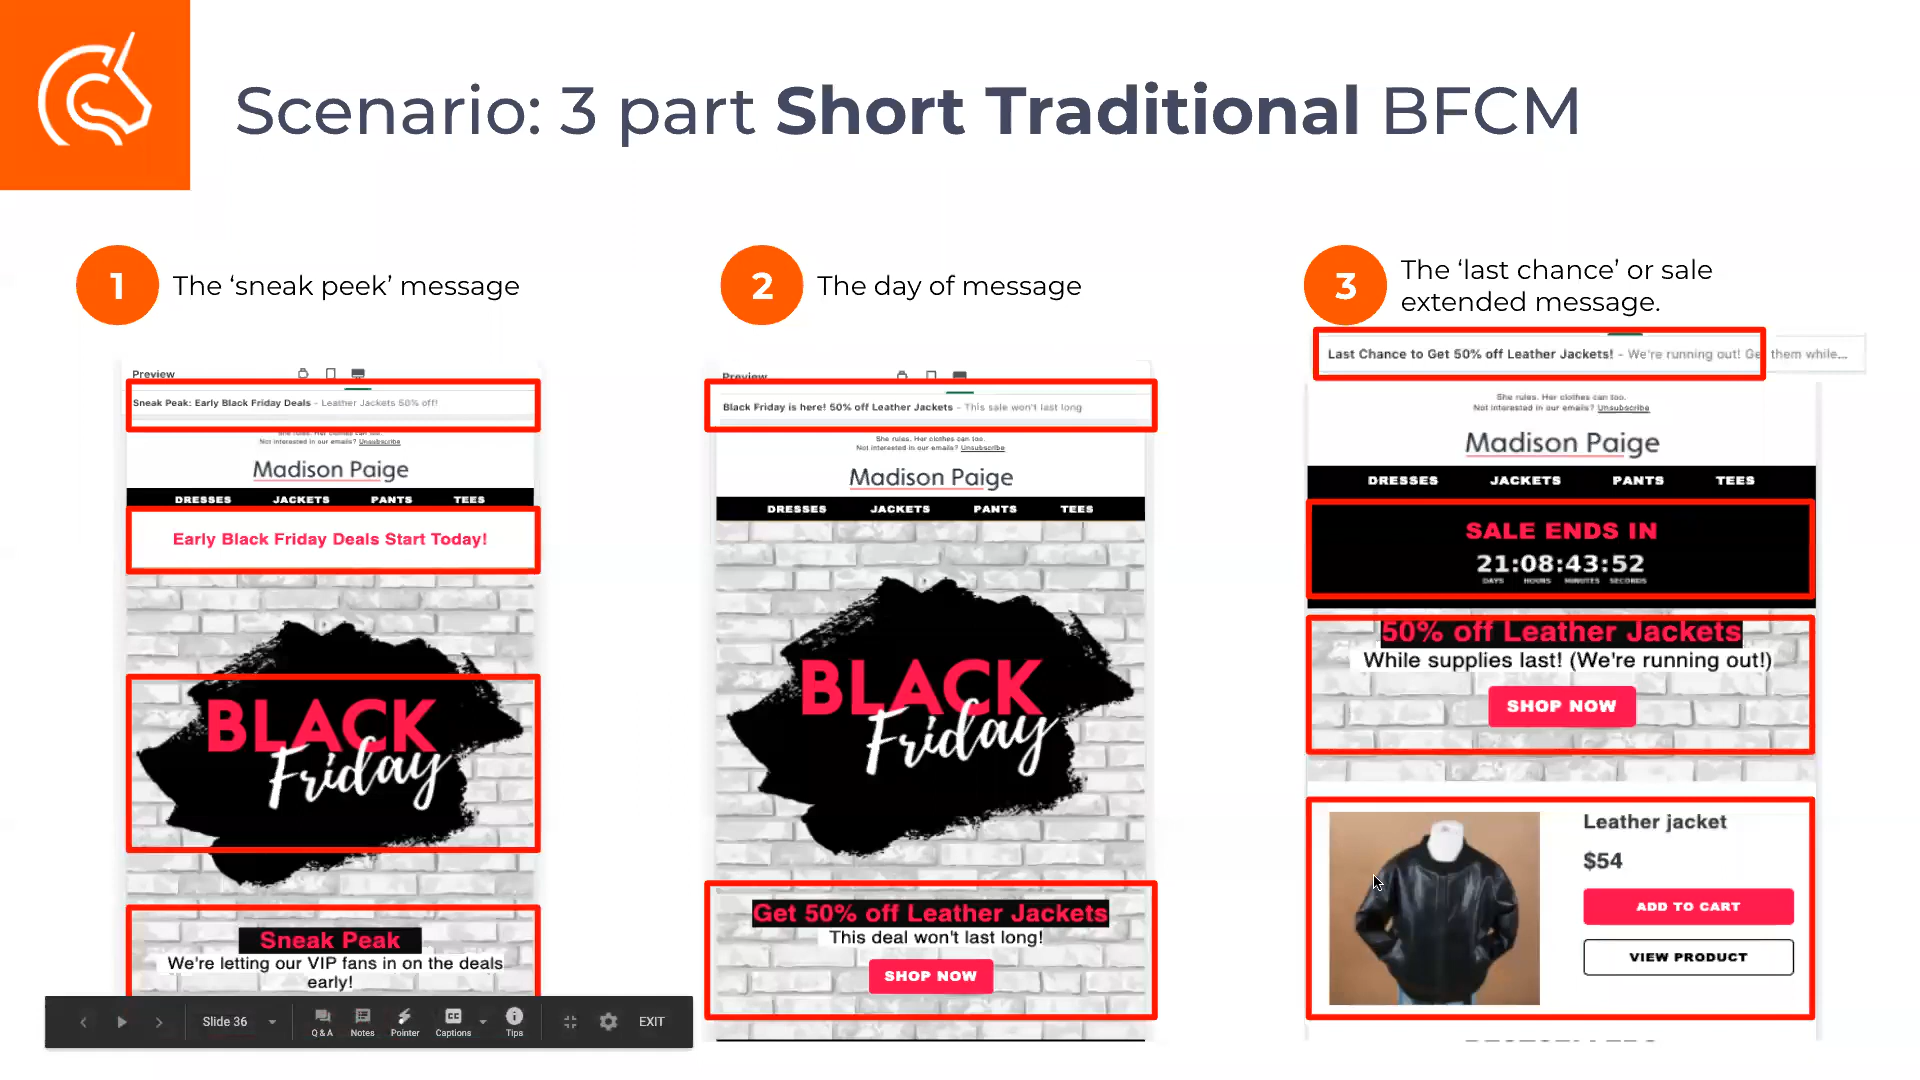 Scenario: 3 part Short Traditional BFCM
1
The ‘sneak peek’ message
Preview
Sneak Peak: Early Black Friday Deals - Leather Jackets 50% off!
She rules. Her clothes can too.
Not interested in our emails? Unsubscribe
Madison Paige
DRESSES JACKETS PANTS TEES
Early Black Friday Deals Start Today!
BLACK
Friday
Sneak Peak
We're letting our VIP fans in on the deals
early!
2
The day of message
Preview
Black Friday is here! 50% off Leather Jackets - This sale won't last long
She rules. Her clothes can too.
Not interested in our emails? Unsubscribe
Madison Paige
DRESSES JACKETS PANTS TEES
BLACK
Friday
Get 50% off Leather Jackets
This deal won't last long!
SHOP NOW
3
The ‘last chance’ or sale
extended message.
Last Chance to Get 50% off Leather Jackets! - We're running out! Get them while...
She rules. Her clothes can too.
Not interested in our emails? Unsubscribe
Madison Paige
DRESSES JACKETS PANTS TEES
SALE ENDS IN
21:08:43:52
DAYS HOURS MINUTES SECONDS
50% off Leather Jackets
While supplies last! (We're running out!)
SHOP NOW
Leather jacket
$54
ADD TO CART
VIEW PRODUCT
Slide 36
Q & A Notes Pointer Captions Tips
EXIT